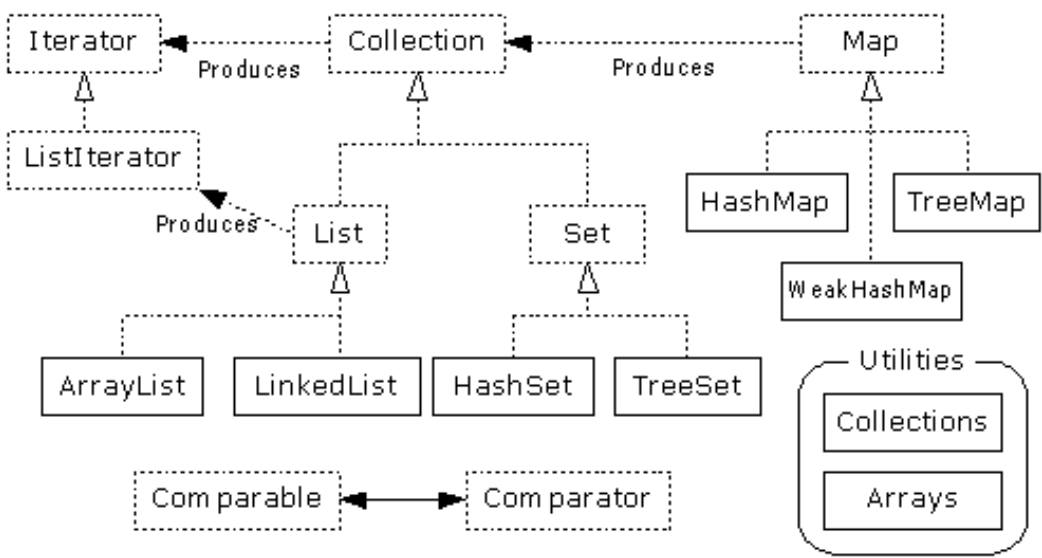 Iterator
Collection
Map
Produces
Produces
ListIterator
Produces
List
Set
HashMap
TreeMap
WeakHashMap
ArrayList
LinkedList
HashSet
TreeSet
Utilities
Collections
Arrays
Comparable
Comparator